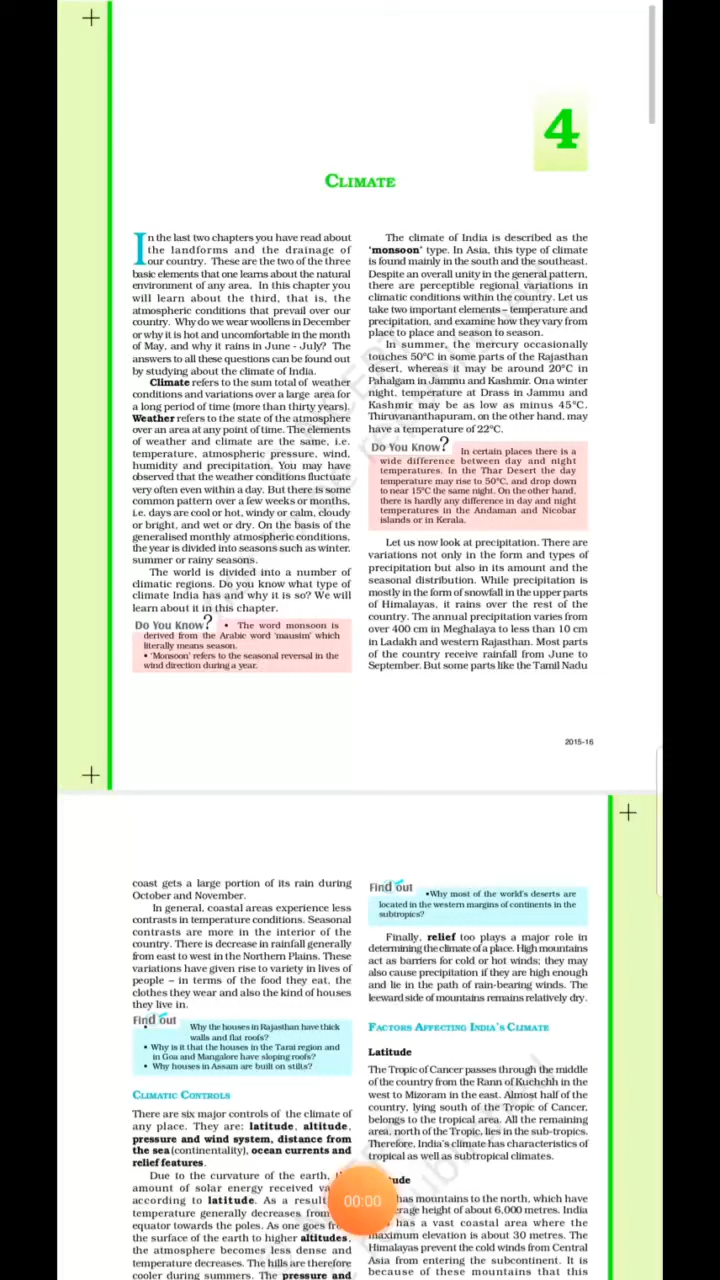 4
CLIMATE
In the last two chapters you have read about
the landforms and the drainage of
our country. These are the two of the three
basic elements that one learns about the natural
environment of any area. In this chapter you
will learn about the third, that is, the
atmospheric conditions that prevail over our
country. Why do we wear woollens in December
or why it is hot and uncomfortable in the month
of May, and why it rains in June - July? The
answers to all these questions can be found out
by studying about the climate of India.
Climate refers to the sum total of weather
conditions and variations over a large area for
a long period of time (more than thirty years).
Weather refers to the state of the atmosphere
over an area at any point of time. The elements
of weather and climate are the same, i.e.
temperature, atmospheric pressure, wind,
humidity and precipitation. You may have
observed that the weather conditions fluctuate
very often even within a day. But there is some
common pattern over a few weeks or months,
i.e. days are cool or hot, windy or calm, cloudy
or bright, and wet or dry. On the basis of the
generalised monthly atmospheric conditions,
the year is divided into seasons such as winter,
summer or rainy seasons.
The world is divided into a number of
climatic regions. Do you know what type of
climate India has and why it is so? We will
learn about it in this chapter.
Do You Know? • The word monsoon is
derived from the Arabic word 'mausim' which
literally means season.
• 'Monsoon' refers to the seasonal reversal in the
wind direction during a year.
The climate of India is described as the
'monsoon' type. In Asia, this type of climate
is found mainly in the south and the southeast.
Despite an overall unity in the general pattern,
there are perceptible regional variations in
climatic conditions within the country. Let us
take two important elements – temperature and
precipitation, and examine how they vary from
place to place and season to season.
In summer, the mercury occasionally
touches 50°C in some parts of the Rajasthan
desert, whereas it may be around 20°C in
Pahalgam in Jammu and Kashmir. On a winter
night, temperature at Drass in Jammu and
Kashmir may be as low as minus 45°C.
Thiruvananthapuram, on the other hand, may
have a temperature of 22°C.
Do You Know? In certain places there is a
wide difference between day and night
temperatures. In the Thar Desert the day
temperature may rise to 50°C, and drop down
to near 15°C the same night. On the other hand,
there is hardly any difference in day and night
temperatures in the Andaman and Nicobar
islands or in Kerala.
Let us now look at precipitation. There are
variations not only in the form and types of
precipitation but also in its amount and the
seasonal distribution. While precipitation is
mostly in the form of snowfall in the upper parts
of Himalayas, it rains over the rest of the
country. The annual precipitation varies from
over 400 cm in Meghalaya to less than 10 cm
in Ladakh and western Rajasthan. Most parts
of the country receive rainfall from June to
September. But some parts like the Tamil Nadu
2015-16
coast gets a large portion of its rain during
October and November.
In general, coastal areas experience less
contrasts in temperature conditions. Seasonal
contrasts are more in the interior of the
country. There is decrease in rainfall generally
from east to west in the Northern Plains. These
variations have given rise to variety in lives of
people – in terms of the food they eat, the
clothes they wear and also the kind of houses
they live in.
Find out
• Why the houses in Rajasthan have thick
walls and flat roofs?
• Why is it that the houses in the Tarai region and
in Goa and Mangalore have sloping roofs?
• Why houses in Assam are built on stilts?
CLIMATIC CONTROLS
There are six major controls of the climate of
any place. They are: latitude, altitude,
pressure and wind system, distance from
the sea (continentality), ocean currents and
relief features.
Due to the curvature of the earth,
amount of solar energy received
according to latitude. As a result
temperature generally decreases from
equator towards the poles. As one goes
the surface of the earth to higher altitudes,
the atmosphere becomes less dense and
temperature decreases. The hills are therefore
cooler during summers. The pressure and
Find out
•Why most of the world's deserts are
located in the western margins of continents in the
subtropics?
Finally, relief too plays a major role in
determining the climate of a place. High mountains
act as barriers for cold or hot winds; they may
also cause precipitation if they are high enough
and lie in the path of rain-bearing winds. The
leeward side of mountains remains relatively dry.
FACTORS AFFECTING INDIA'S CLIMATE
Latitude
The Tropic of Cancer passes through the middle
of the country from the Rann of Kuchchh in the
west to Mizoram in the east. Almost half of the
country, lying south of the Tropic of Cancer,
belongs to the tropical area. All the remaining
area, north of the Tropic, lies in the sub-tropics.
Therefore, India's climate has characteristics of
tropical as well as subtropical climates.
has mountains to the north, which have
height of about 6,000 metres. India
has a vast coastal area where the
maximum elevation is about 30 metres. The
Himalayas prevent the cold winds from Central
Asia from entering the subcontinent. It is
because of these mountains that this
00:00